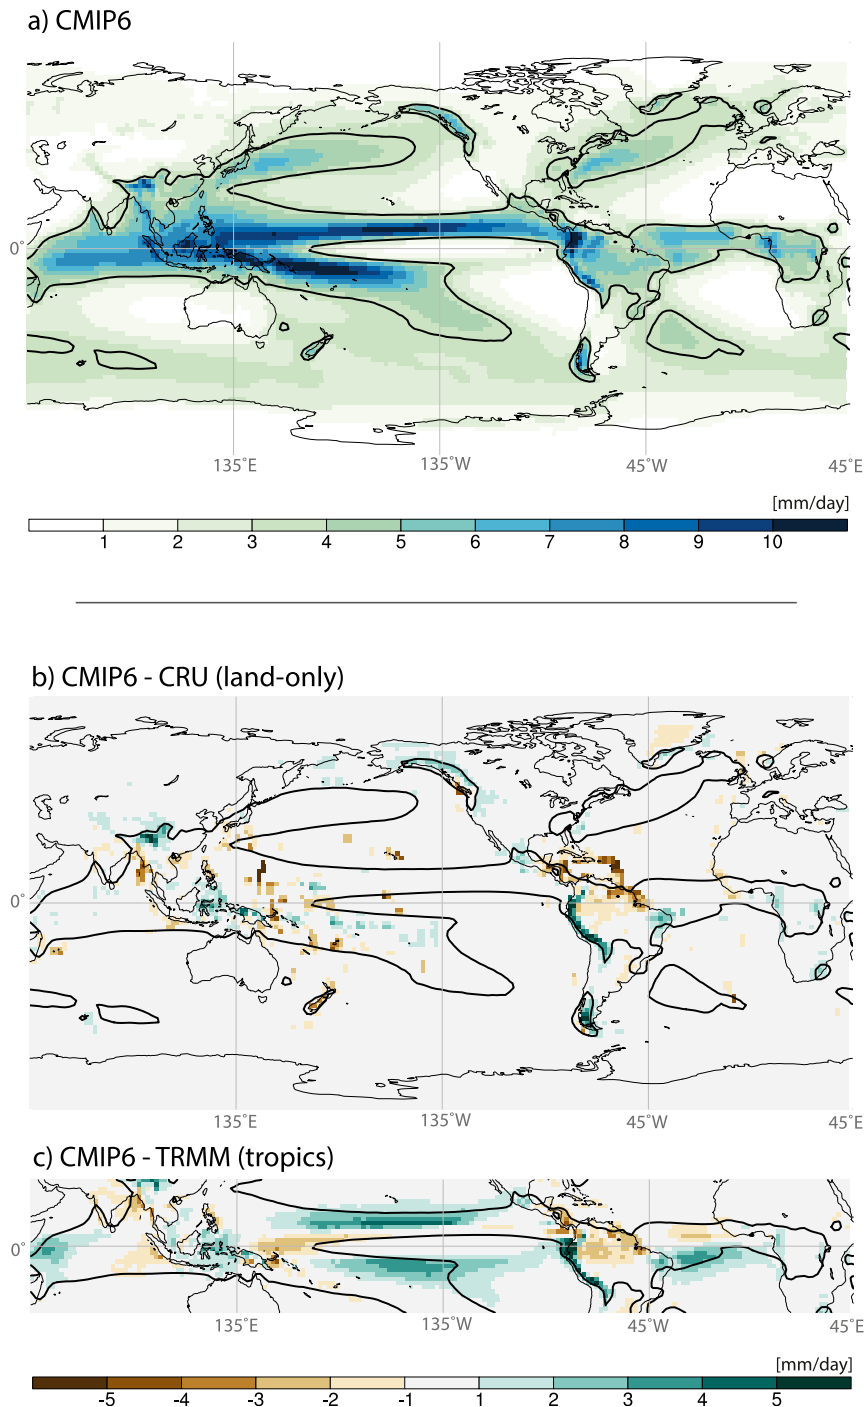 a) CMIP6
0°
135°E 135°W 45°W 45°E
[mm/day]
1 2 3 4 5 6 7 8 9 10
b) CMIP6 - CRU (land-only)
0°
135°E 135°W 45°W 45°E
c) CMIP6 - TRMM (tropics)
0°
135°E 135°W 45°W 45°E
[mm/day]
-5 -4 -3 -2 -1 1 2 3 4 5